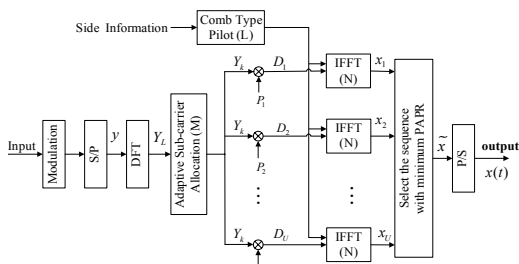 Side Information
Comb Type
Pilot (L)
Y_k
D_1
P_1
IFFT
(N)
x_1
Y_k
D_2
P_2
IFFT
(N)
x_2
Input
Modulation
S/P
y
DFT
Y_L
Adaptive Sub-carrier
Allocation (M)
Y_k
D_U
IFFT
(N)
x_U
Select the sequence
with minimum PAPR
x̃
P/S
output
x(t)